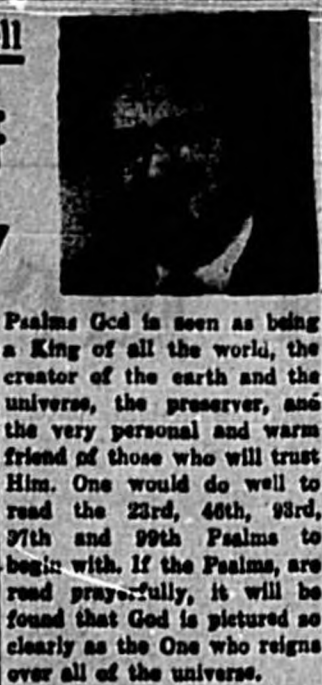 ll
Psalms God is seen as being
a King of all the world, the
creator of the earth and the
universe, the preserver, and
the very personal and warm
friend of those who will trust
Him. One would do well to
read the 23rd, 46th, 93rd,
97th and 99th Psalms to
begin with. If the Psalms, are
read prayerfully, it will be
found that God is pictured so
clearly as the One who reigns
over all of the universe.